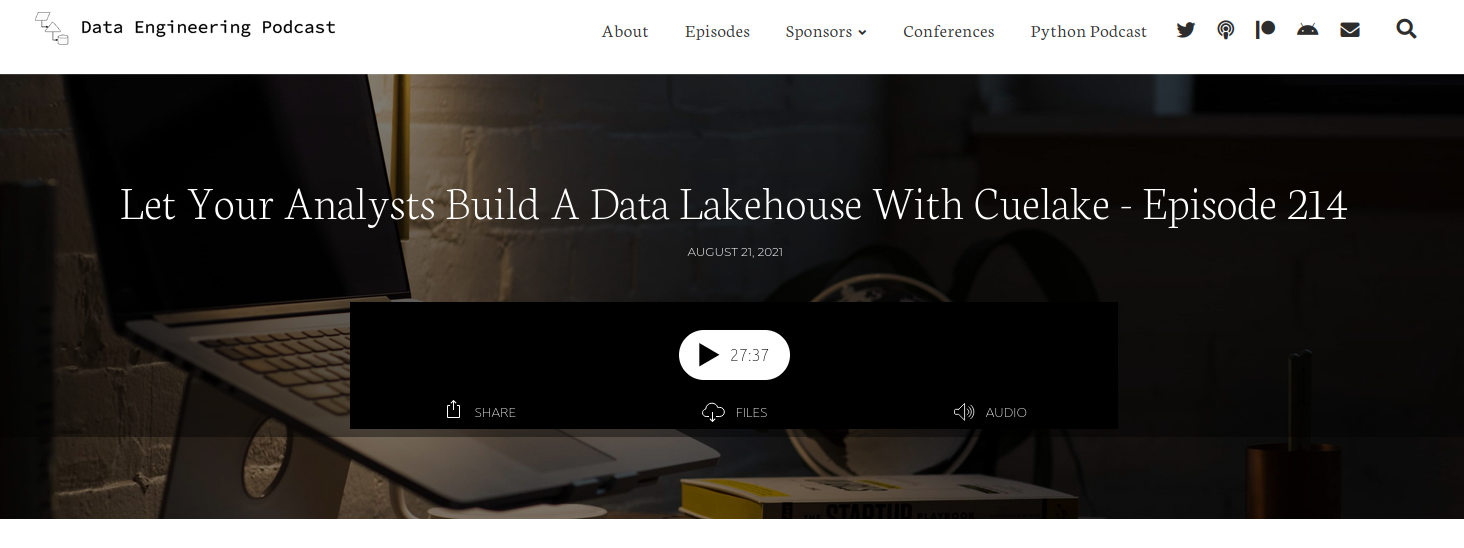 Data Engineering Podcast
About Episodes Sponsors Conferences Python Podcast
Let Your Analysts Build A Data Lakehouse With Cuelake - Episode 214
AUGUST 21, 2021
27:37
SHARE FILES AUDIO
THE STARTUP PLAYBOOK